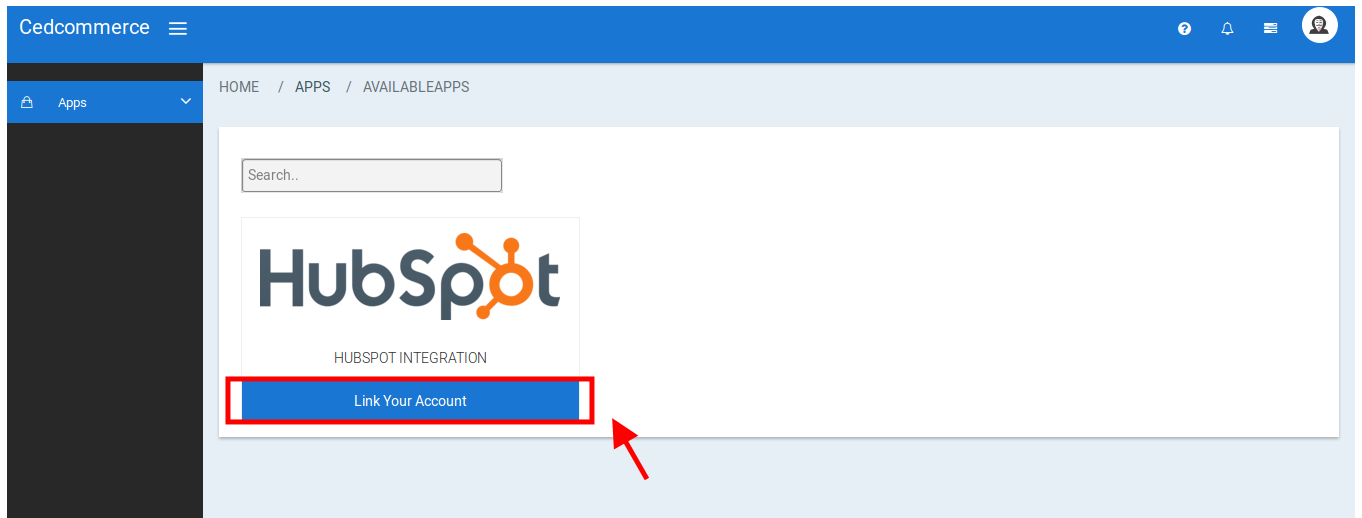 Cedcommerce
Apps
HOME / APPS / AVAILABLEAPPS
Search..
HubSpot
HUBSPOT INTEGRATION
Link Your Account